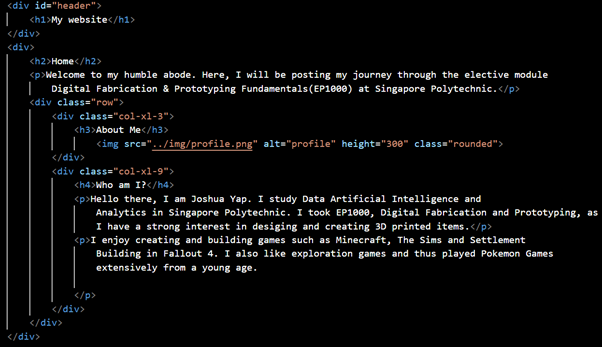 <div id="header">
<h1>My website</h1>
</div>
<div>
<h2>Home</h2>
<p>Welcome to my humble abode. Here, I will be posting my journey through the elective module
Digital Fabrication & Prototyping Fundamentals(EP1000) at Singapore Polytechnic.</p>
<div class="row">
<div class="col-xl-3">
<h3>About Me</h3>
<img src="../img/profile.png" alt="profile" height="300" class="rounded">
</div>
<div class="col-xl-9">
<h4>Who am I?</h4>
<p>Hello there, I am Joshua Yap. I study Data Artificial Intelligence and
Analytics in Singapore Polytechnic. I took EP1000, Digital Fabrication and Prototyping, as
I have a strong interest in desiging and creating 3D printed items.</p>
<p>I enjoy creating and building games such as Minecraft, The Sims and Settlement
Building in Fallout 4. I also like exploration games and thus played Pokemon Games
extensively from a young age.
</p>
</div>
</div>
</div>